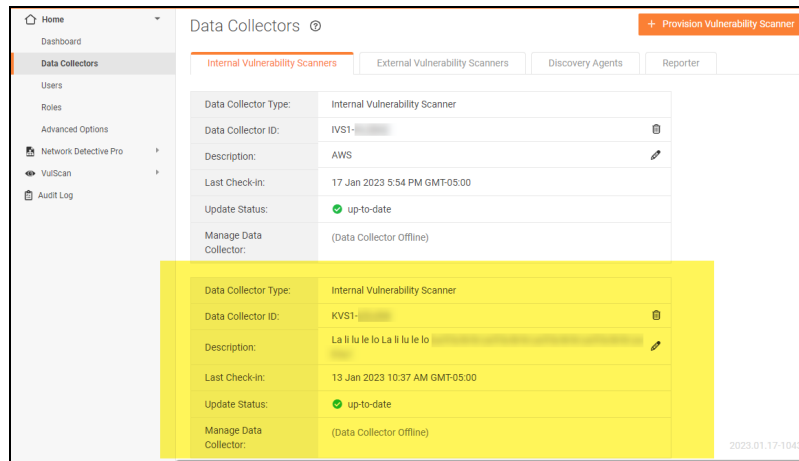 Home
Dashboard
Data Collectors
Users
Roles
Advanced Options
Network Detective Pro
VulScan
Audit Log
Data Collectors
+ Provision Vulnerability Scanner
Internal Vulnerability Scanners
External Vulnerability Scanners
Discovery Agents
Reporter
Data Collector Type: Internal Vulnerability Scanner
Data Collector ID: IVS1-
Description: AWS
Last Check-in: 17 Jan 2023 5:54 PM GMT-05:00
Update Status: up-to-date
Manage Data
Collector: (Data Collector Offline)
Data Collector Type: Internal Vulnerability Scanner
Data Collector ID: KVS1-
Description: La li lu le lo La li lu le lo
Last Check-in: 13 Jan 2023 10:37 AM GMT-05:00
Update Status: up-to-date
Manage Data
Collector: (Data Collector Offline)